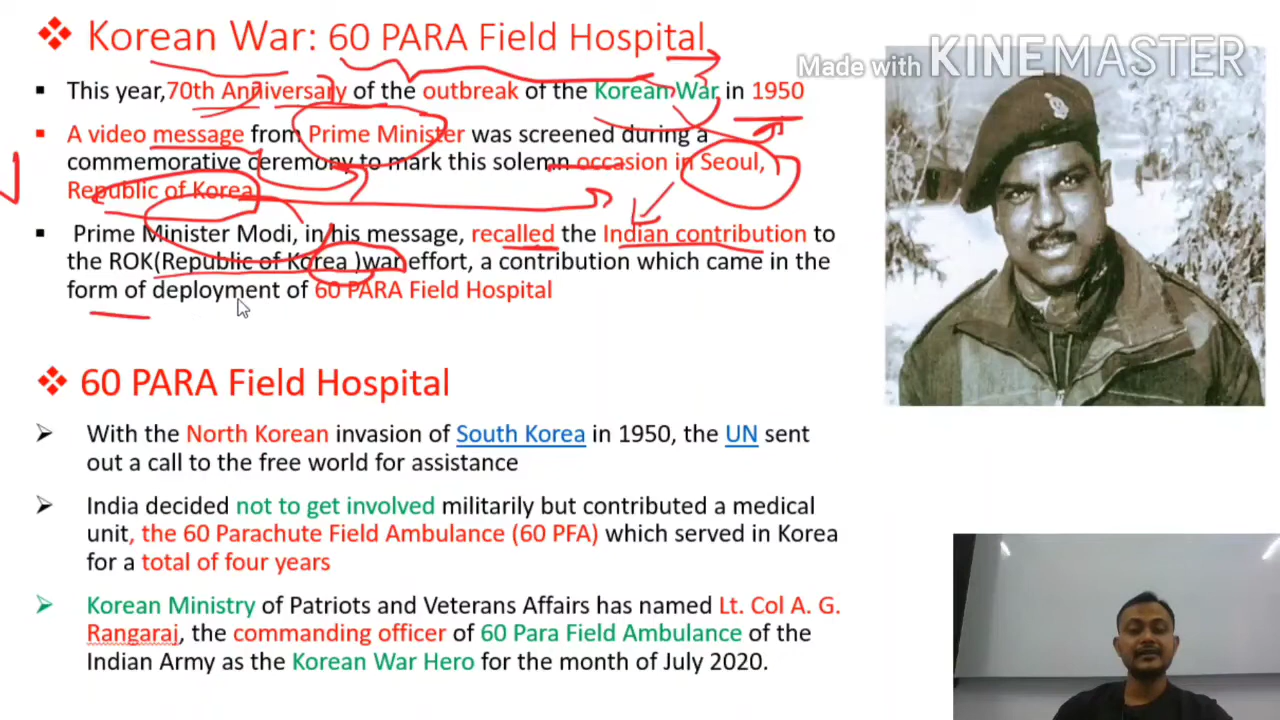 ❖ Korean War: 60 PARA Field Hospital
Made with KINEMASTER
▪ This year,70th Anniversary of the outbreak of the Korean War in 1950
▪ A video message from Prime Minister was screened during a
commemorative ceremony to mark this solemn occasion in Seoul,
Republic of Korea
▪ Prime Minister Modi, in his message, recalled the Indian contribution to
the ROK(Republic of Korea )war effort, a contribution which came in the
form of deployment of 60 PARA Field Hospital
❖ 60 PARA Field Hospital
➢ With the North Korean invasion of South Korea in 1950, the UN sent
out a call to the free world for assistance
➢ India decided not to get involved militarily but contributed a medical
unit, the 60 Parachute Field Ambulance (60 PFA) which served in Korea
for a total of four years
➢ Korean Ministry of Patriots and Veterans Affairs has named Lt. Col A. G.
Rangaraj, the commanding officer of 60 Para Field Ambulance of the
Indian Army as the Korean War Hero for the month of July 2020.